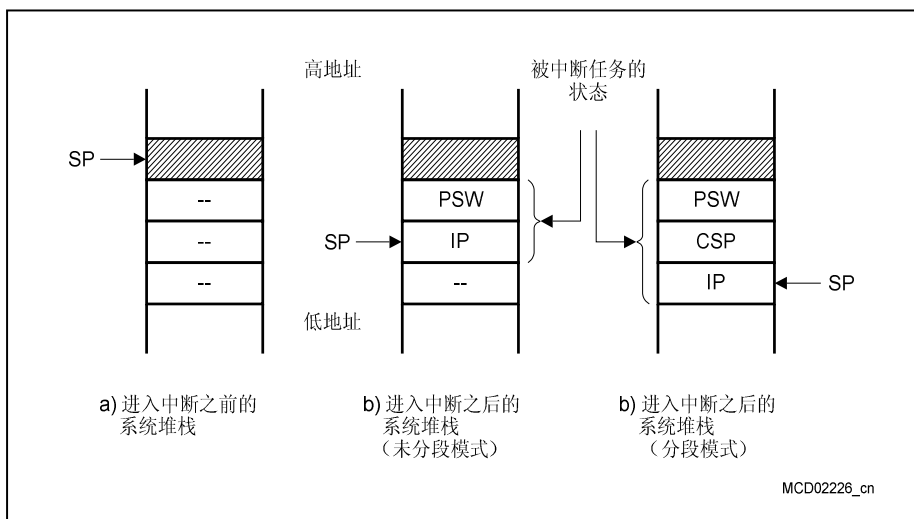 高地址
被中断任务的
状态
SP
--
--
--
PSW
SP
IP
--
PSW
CSP
IP
SP
低地址
a) 进入中断之前的
系统堆栈
b) 进入中断之后的
系统堆栈
（未分段模式）
b) 进入中断之后的
系统堆栈
（分段模式）
MCD02226_cn